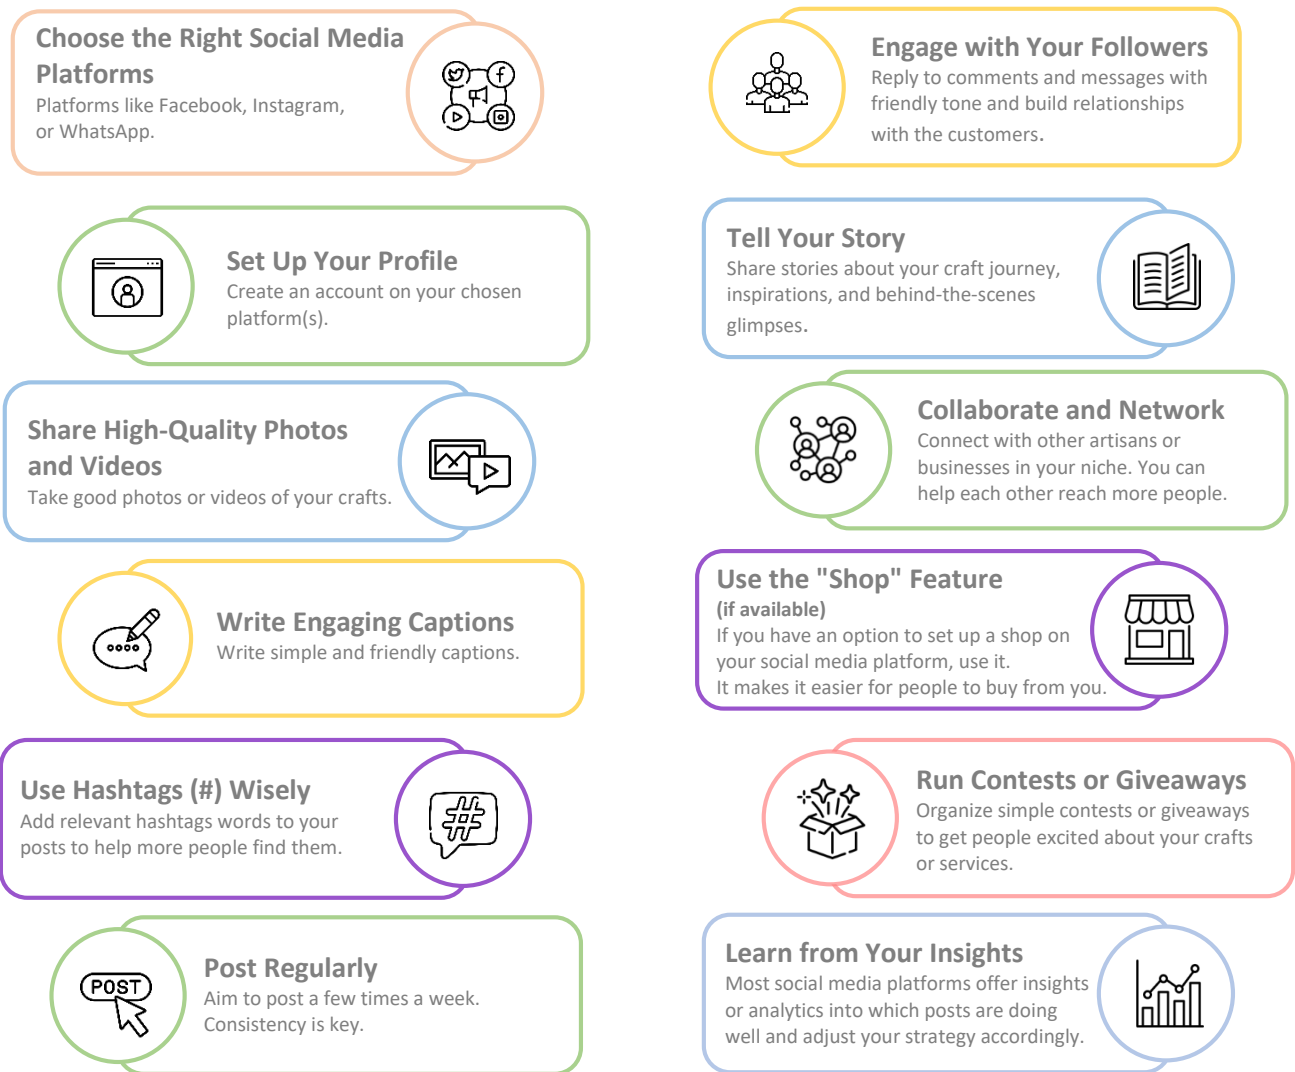 Choose the Right Social Media
Platforms
Platforms like Facebook, Instagram,
or WhatsApp.
Set Up Your Profile
Create an account on your chosen
platform(s).
Share High-Quality Photos
and Videos
Take good photos or videos of your crafts.
Write Engaging Captions
Write simple and friendly captions.
Use Hashtags (#) Wisely
Add relevant hashtags words to your
posts to help more people find them.
#
POST
Post Regularly
Aim to post a few times a week.
Consistency is key.
Engage with Your Followers
Reply to comments and messages with
friendly tone and build relationships
with the customers.
Tell Your Story
Share stories about your craft journey,
inspirations, and behind-the-scenes
glimpses.
Collaborate and Network
Connect with other artisans or
businesses in your niche. You can
help each other reach more people.
Use the "Shop" Feature
(if available)
If you have an option to set up a shop on
your social media platform, use it.
It makes it easier for people to buy from you.
Run Contests or Giveaways
Organize simple contests or giveaways
to get people excited about your crafts
or services.
Learn from Your Insights
Most social media platforms offer insights
or analytics into which posts are doing
well and adjust your strategy accordingly.